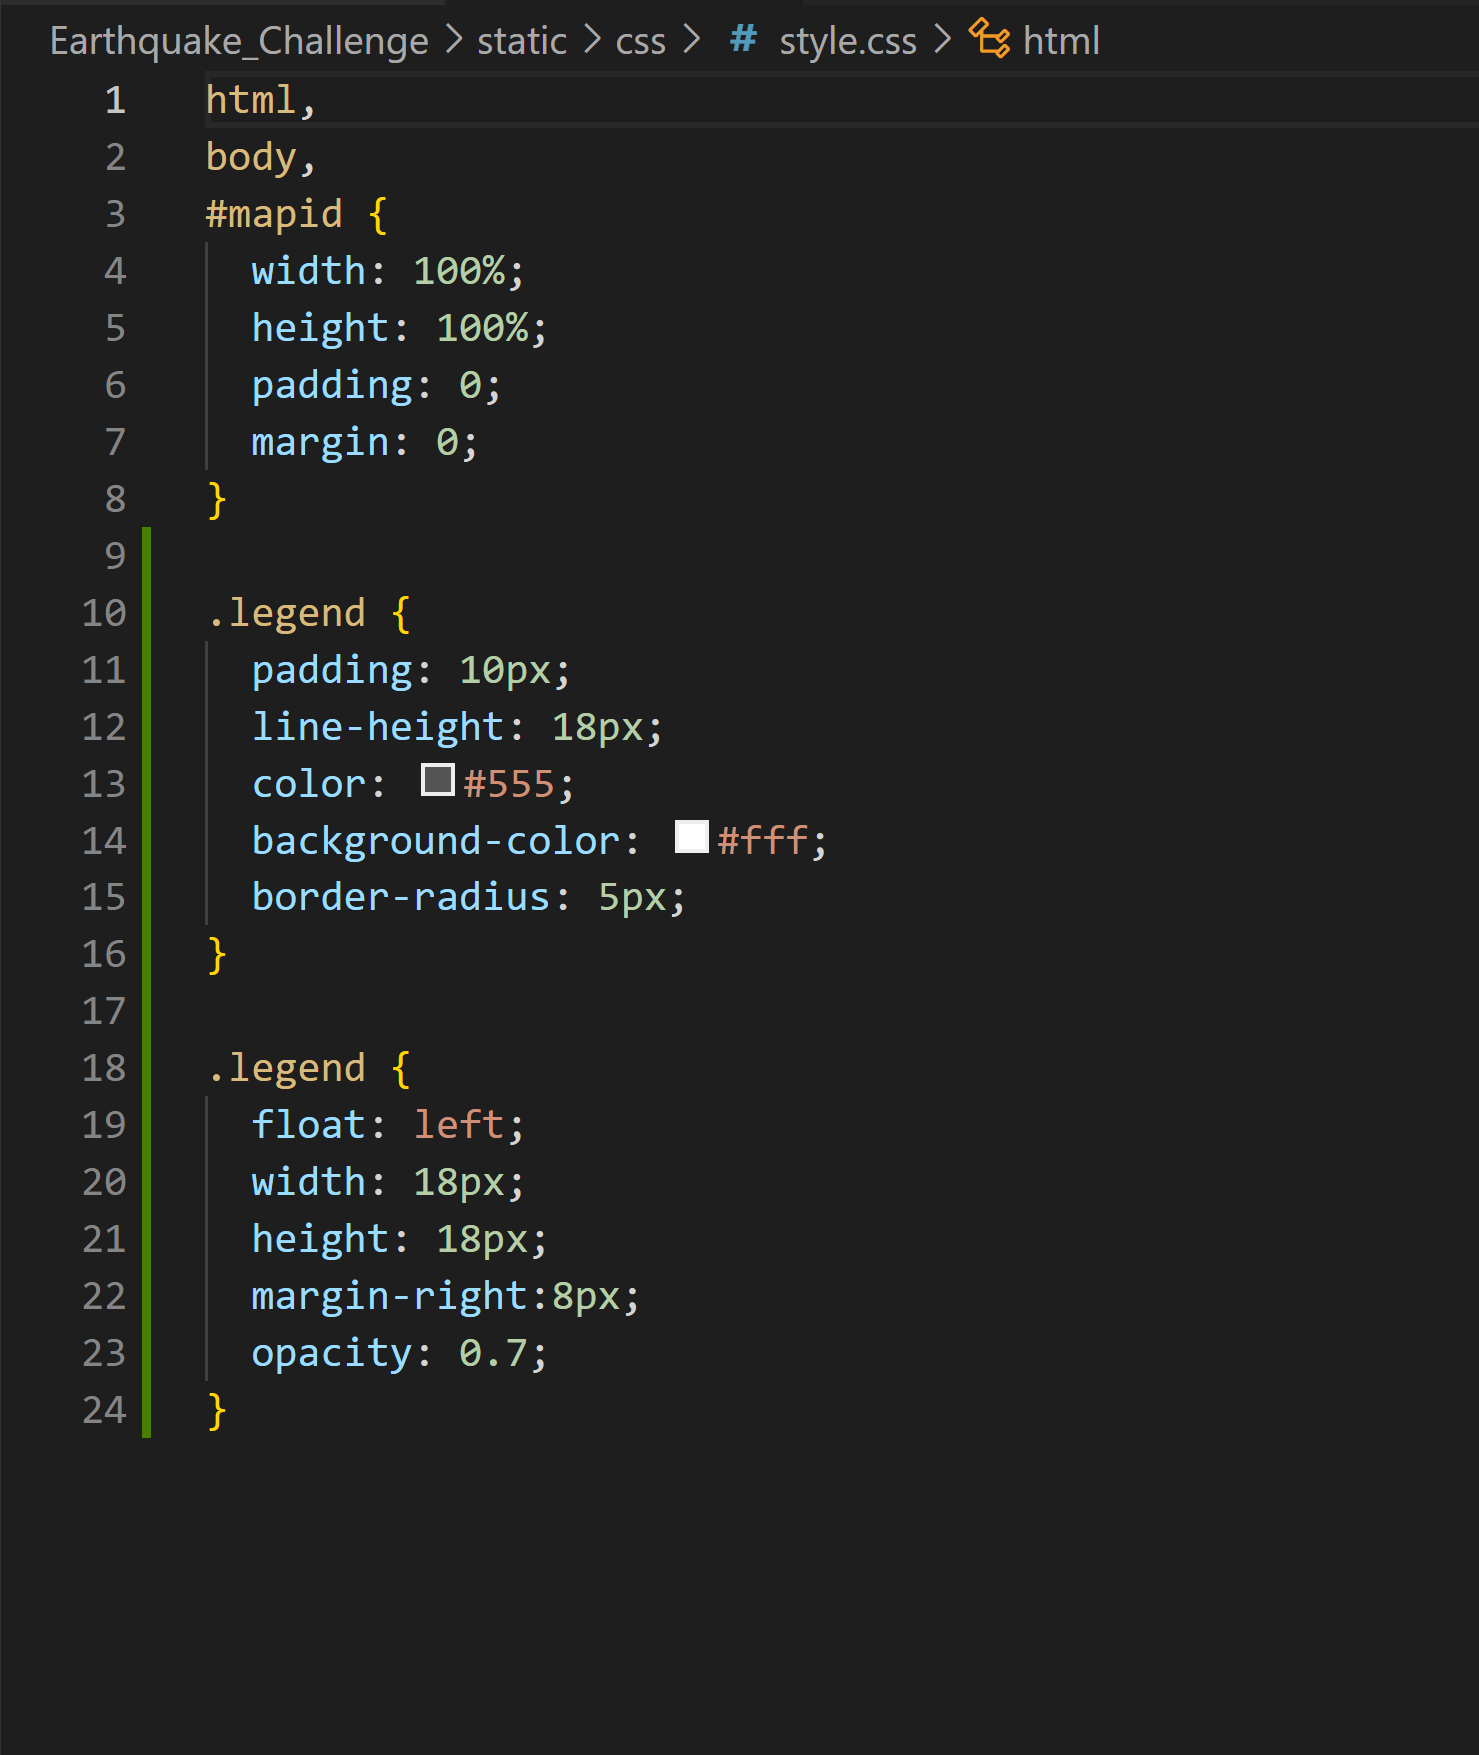 Earthquake_Challenge > static > css > # style.css > html
1 html,
2 body,
3 #mapid {
4 width: 100%;
5 height: 100%;
6 padding: 0;
7 margin: 0;
8 }
9
10 .legend {
11 padding: 10px;
12 line-height: 18px;
13 color: #555;
14 background-color: #fff;
15 border-radius: 5px;
16 }
17
18 .legend {
19 float: left;
20 width: 18px;
21 height: 18px;
22 margin-right:8px;
23 opacity: 0.7;
24 }